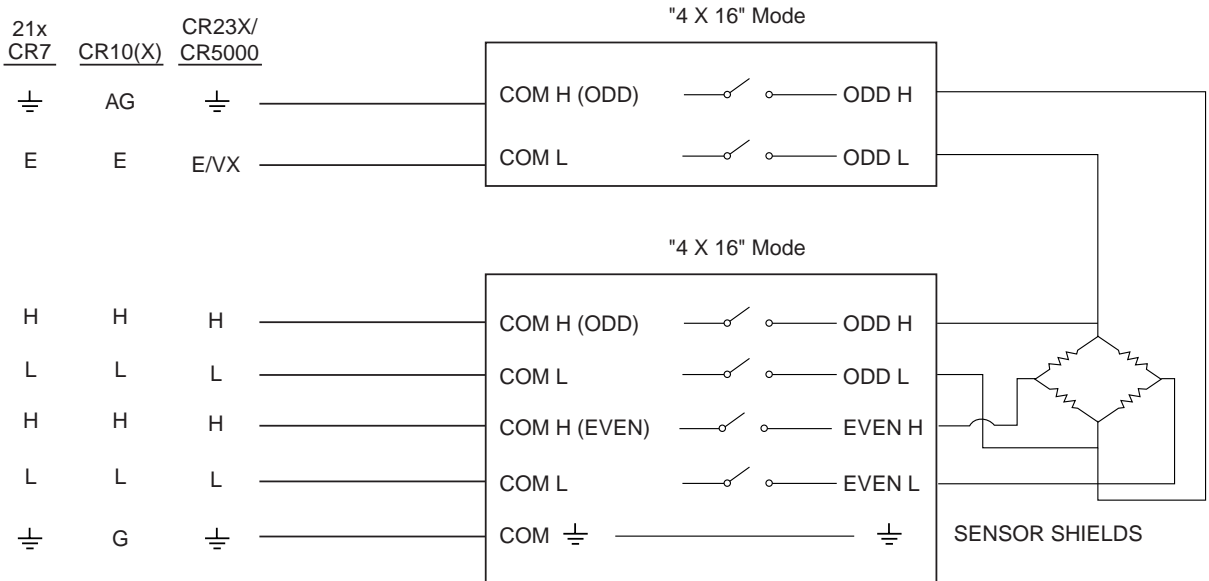 "4 X 16" Mode
21x CR7 CR10(X) CR23X/ CR5000
AG COM H (ODD) ODD H
E E E/VX COM L ODD L
"4 X 16" Mode
H H H COM H (ODD) ODD H
L L L COM L ODD L
H H H COM H (EVEN) EVEN H
L L L COM L EVEN L
G COM SENSOR SHIELDS